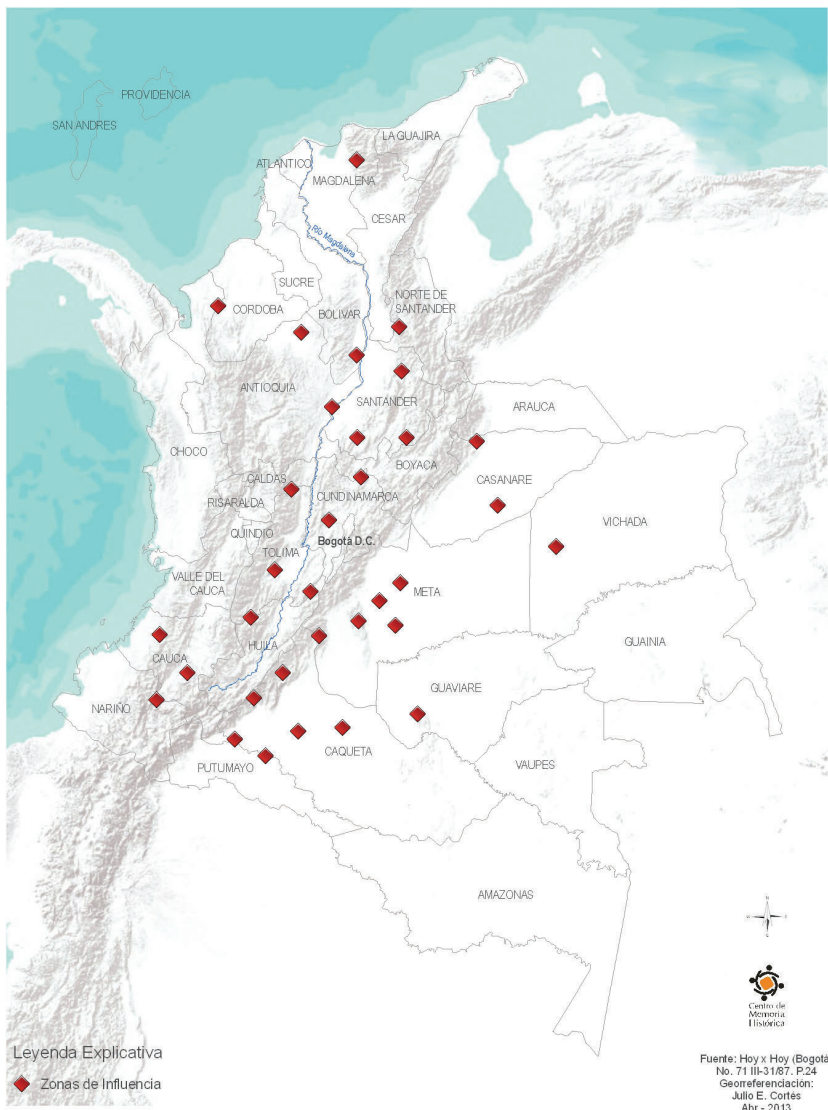 PROVIDENCIA
SAN ANDRES
LA GUAJIRA
ATLANTICO
MAGDALENA
CESAR
Río Magdalena
SUCRE
NORTE DE
SANTANDER
CORDOBA
BOLIVAR
ANTIOQUIA
SANTANDER
ARAUCA
CHOCO
BOYACA
CALDAS
CASANARE
CUNDINAMARCA
RISARALDA
VICHADA
QUINDIO
Bogotá D.C.
TOLIMA
VALLE DEL
CAUCA
META
GUAINIA
HUILA
CAUCA
GUAVIARE
NARIÑO
CAQUETA
VAUPES
PUTUMAYO
AMAZONAS
N
W
E
S
Centro de
Memoria
Histórica
Leyenda Explicativa
Zonas de Influencia
Fuente: Hoy x Hoy (Bogotá
No. 71 III-31/87. P.24
Georreferenciación:
Julio E. Cortés
Abr - 2013